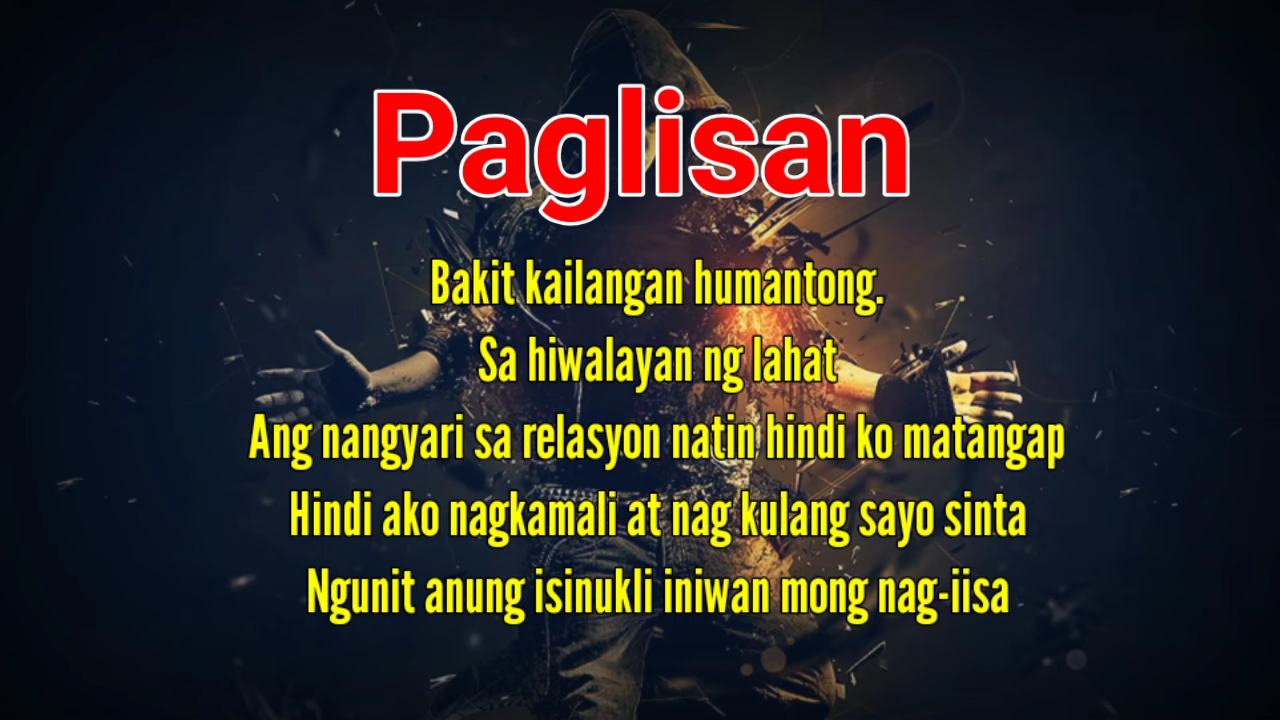 Paglisan
Bakit kailangan humantong.
Sa hiwalayan ng lahat
Ang nangyari sa relasyon natin hindi ko matangap
Hindi ako nagkamali at nag kulang sayo sinta
Ngunit anung isinukli iniwan mong nag-iisa